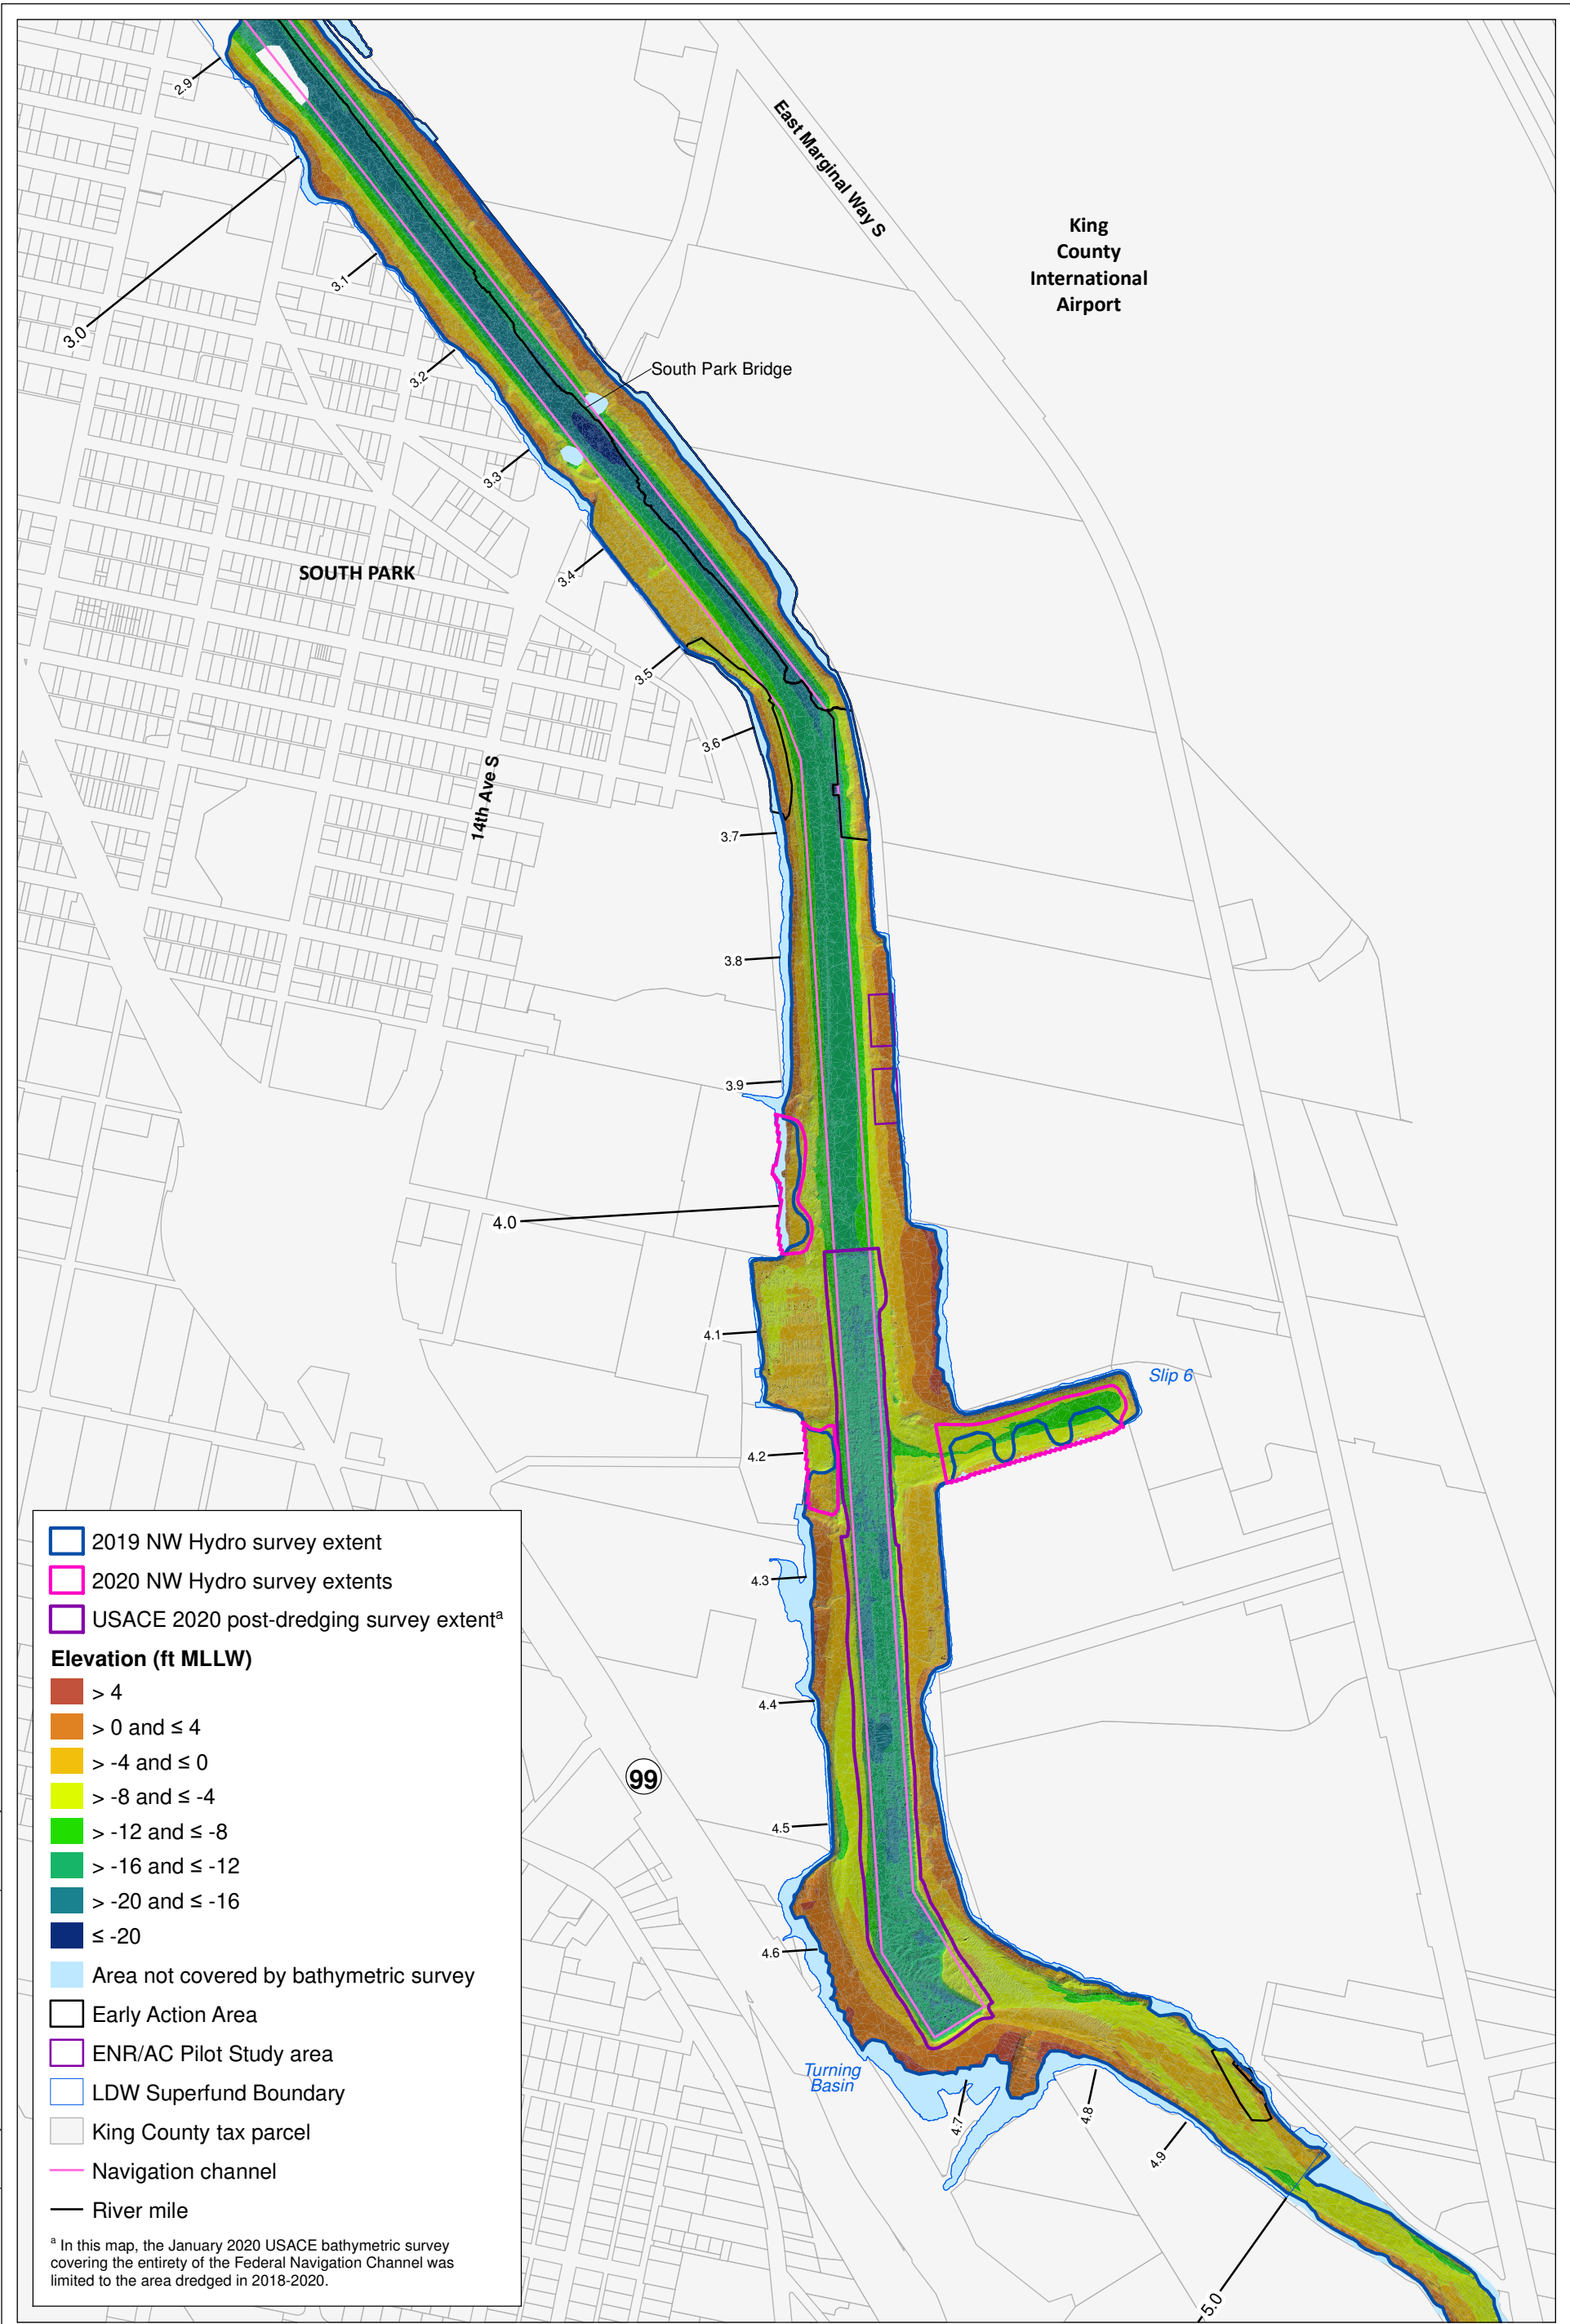 2.9
East Marginal Way S
King
County
International
Airport
3.0
3.1
3.2
South Park Bridge
3.3
SOUTH PARK
3.4
3.5
3.6
14th Ave S
3.7
3.8
3.9
4.0
4.1
Slip 6
4.2
4.3
4.4
99
4.5
4.6
Turning
Basin
4.7
4.8
4.9
5.0
2019 NW Hydro survey extent
2020 NW Hydro survey extents
USACE 2020 post-dredging survey extentᵃ
Elevation (ft MLLW)
> 4
> 0 and ≤ 4
> -4 and ≤ 0
> -8 and ≤ -4
> -12 and ≤ -8
> -16 and ≤ -12
> -20 and ≤ -16
≤ -20
Area not covered by bathymetric survey
Early Action Area
ENR/AC Pilot Study area
LDW Superfund Boundary
King County tax parcel
Navigation channel
River mile
ᵃ In this map, the January 2020 USACE bathymetric survey
covering the entirety of the Federal Navigation Channel was
limited to the area dredged in 2018-2020.